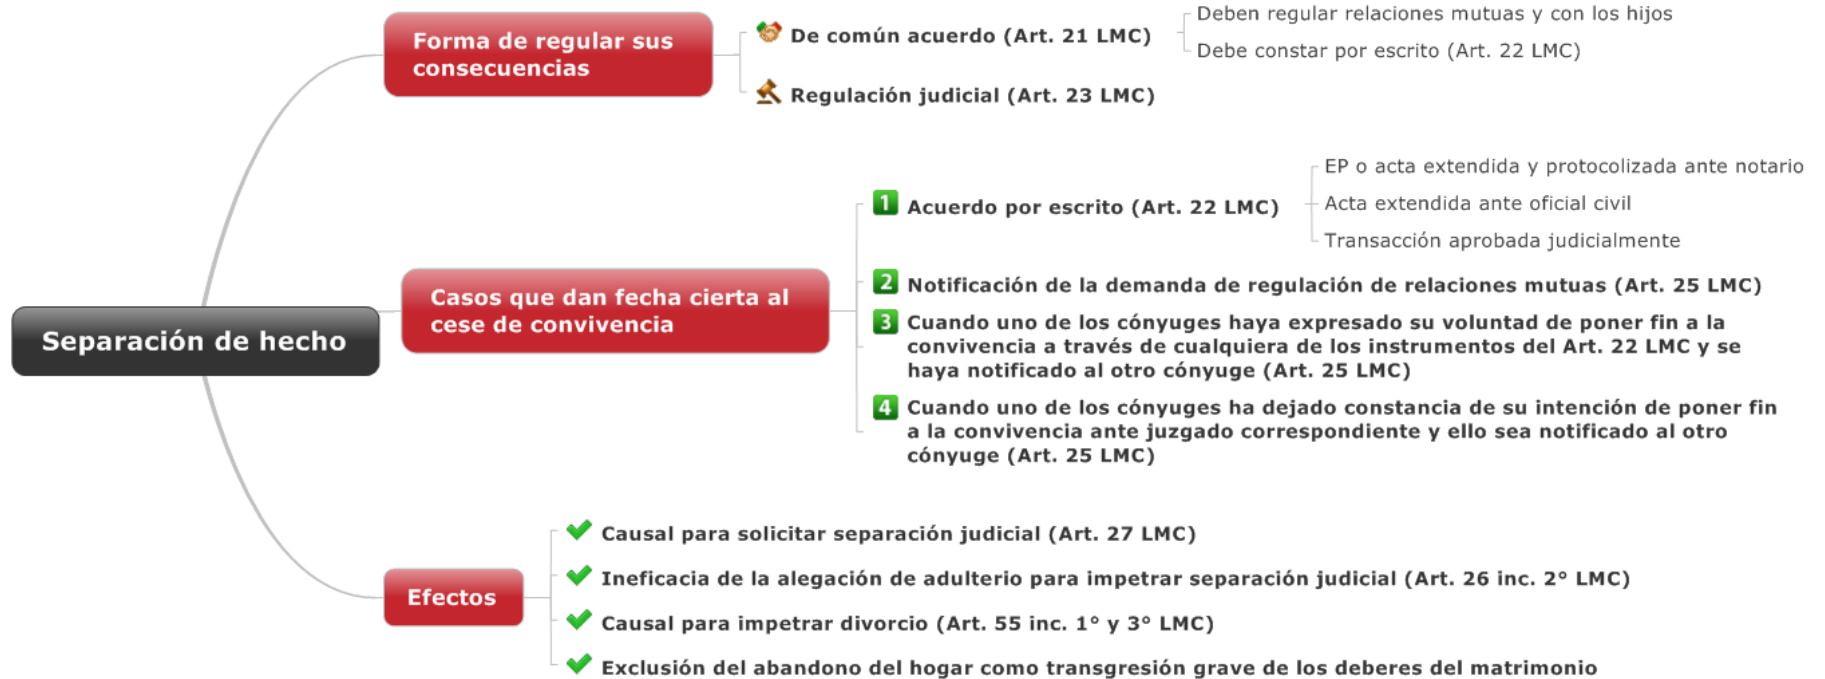 Separación de hecho
Forma de regular sus
consecuencias
De común acuerdo (Art. 21 LMC)
Deben regular relaciones mutuas y con los hijos
Debe constar por escrito (Art. 22 LMC)
Regulación judicial (Art. 23 LMC)
Casos que dan fecha cierta al
cese de convivencia
1 Acuerdo por escrito (Art. 22 LMC)
EP o acta extendida y protocolizada ante notario
Acta extendida ante oficial civil
Transacción aprobada judicialmente
2 Notificación de la demanda de regulación de relaciones mutuas (Art. 25 LMC)
3 Cuando uno de los cónyuges haya expresado su voluntad de poner fin a la
convivencia a través de cualquiera de los instrumentos del Art. 22 LMC y se
haya notificado al otro cónyuge (Art. 25 LMC)
4 Cuando uno de los cónyuges ha dejado constancia de su intención de poner fin
a la convivencia ante juzgado correspondiente y ello sea notificado al otro
cónyuge (Art. 25 LMC)
Efectos
Causal para solicitar separación judicial (Art. 27 LMC)
Ineficacia de la alegación de adulterio para impetrar separación judicial (Art. 26 inc. 2° LMC)
Causal para impetrar divorcio (Art. 55 inc. 1° y 3° LMC)
Exclusión del abandono del hogar como transgresión grave de los deberes del matrimonio